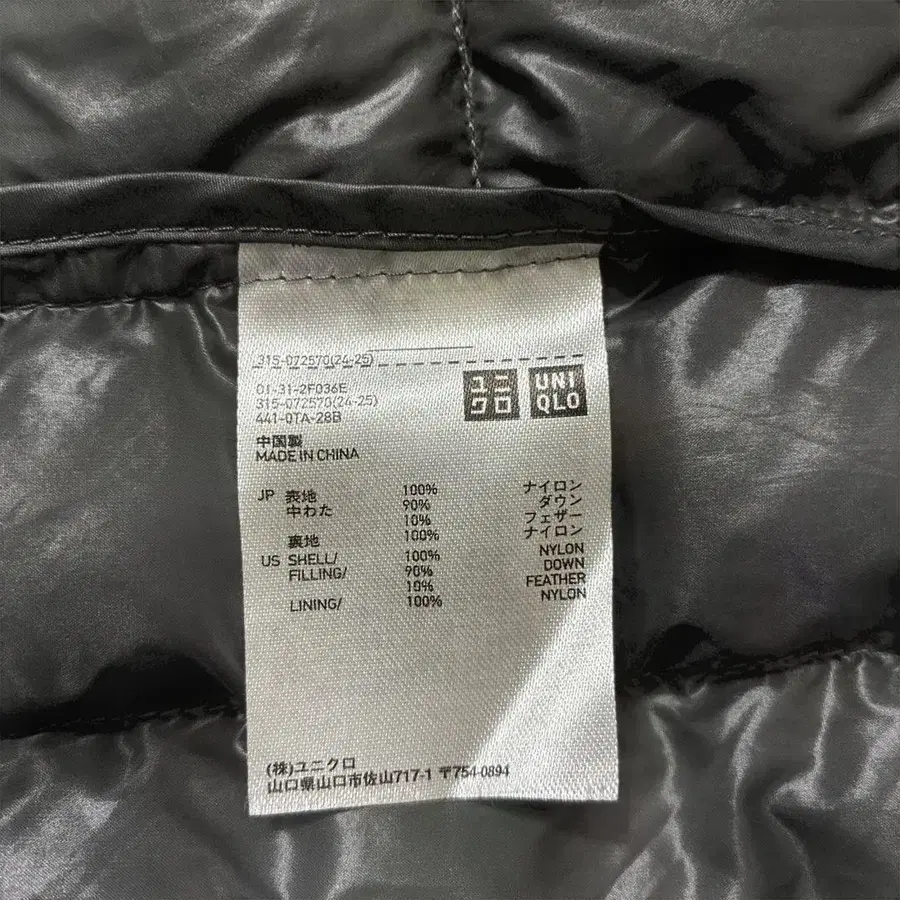 315-072570(24-25)
01-31-2F036E
315-072570(24-25)
441-0TA-28B
ユニクロ
UNIQLO
中国製
MADE IN CHINA
JP 表地 100% ナイロン
中わた 90% ダウン
10% フェザー
裏地 100% ナイロン
US SHELL/ 100% NYLON
FILLING/ 90% DOWN
10% FEATHER
LINING/ 100% NYLON
(株)ユニクロ
山口県山口市佐山717-1 〒754-0894